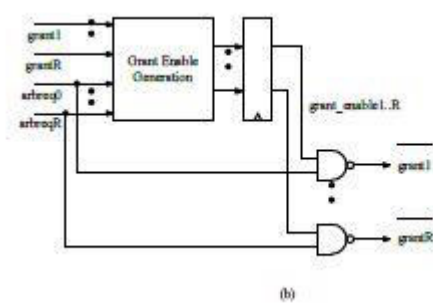 grant1
grantR
arbreq0
arbreqR
Grant Enable
Generation
grant_enable1..R
grant1
grantR
(b)